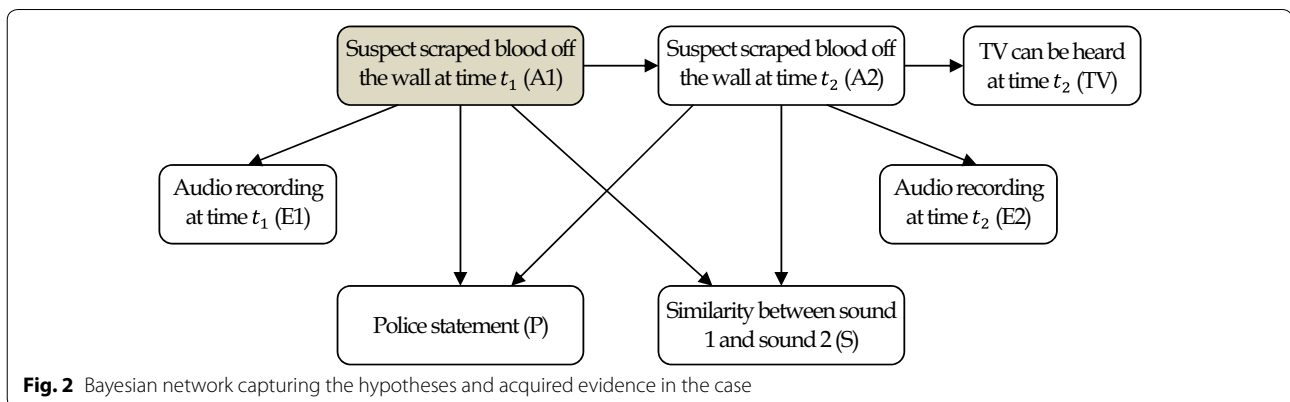 Suspect scraped blood off
the wall at time t₁ (A1)
Suspect scraped blood off
the wall at time t₂ (A2)
TV can be heard
at time t₂ (TV)
Audio recording
at time t₁ (E1)
Audio recording
at time t₂ (E2)
Police statement (P)
Similarity between sound
1 and sound 2 (S)
Fig. 2 Bayesian network capturing the hypotheses and acquired evidence in the case